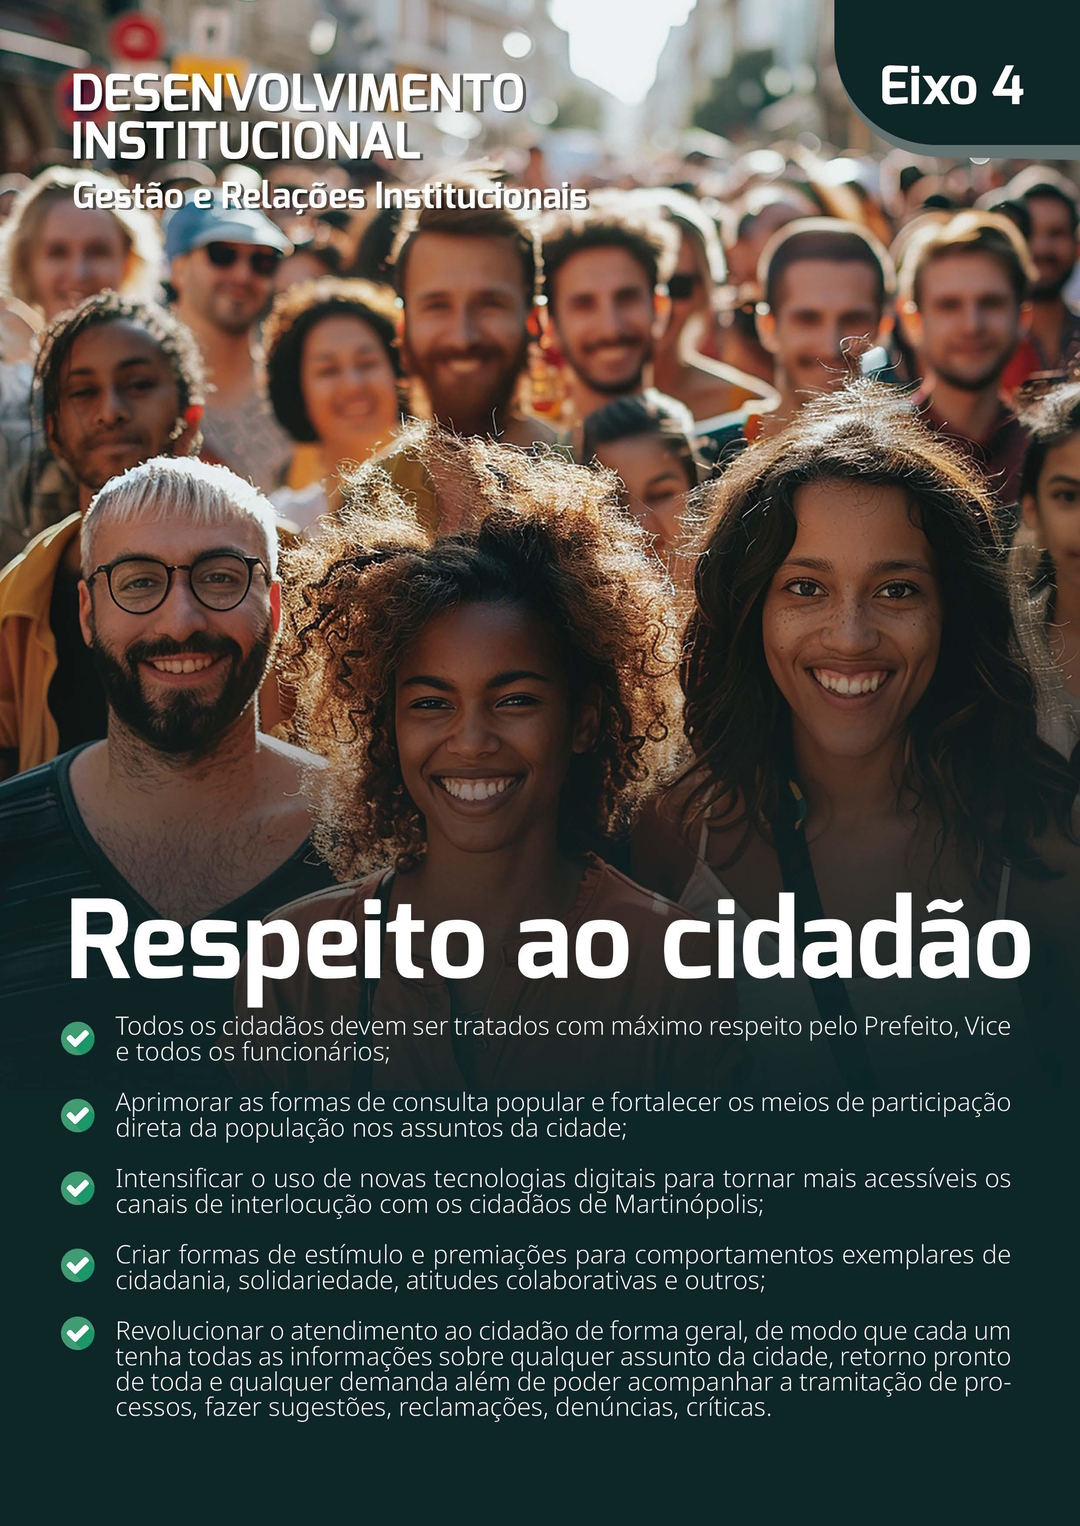 DESENVOLVIMENTO
INSTITUCIONAL
Gestão e Relações Institucionais
Eixo 4
Respeito ao cidadão
Todos os cidadãos devem ser tratados com máximo respeito pelo Prefeito, Vice
e todos os funcionários;
Aprimorar as formas de consulta popular e fortalecer os meios de participação
direta da população nos assuntos da cidade;
Intensificar o uso de novas tecnologias digitais para tornar mais acessíveis os
canais de interlocução com os cidadãos de Martinópolis;
Criar formas de estímulo e premiações para comportamentos exemplares de
cidadania, solidariedade, atitudes colaborativas e outros;
Revolucionar o atendimento ao cidadão de forma geral, de modo que cada um
tenha todas as informações sobre qualquer assunto da cidade, retorno pronto
de toda e qualquer demanda além de poder acompanhar a tramitação de pro-
cessos, fazer sugestões, reclamações, denúncias, críticas.